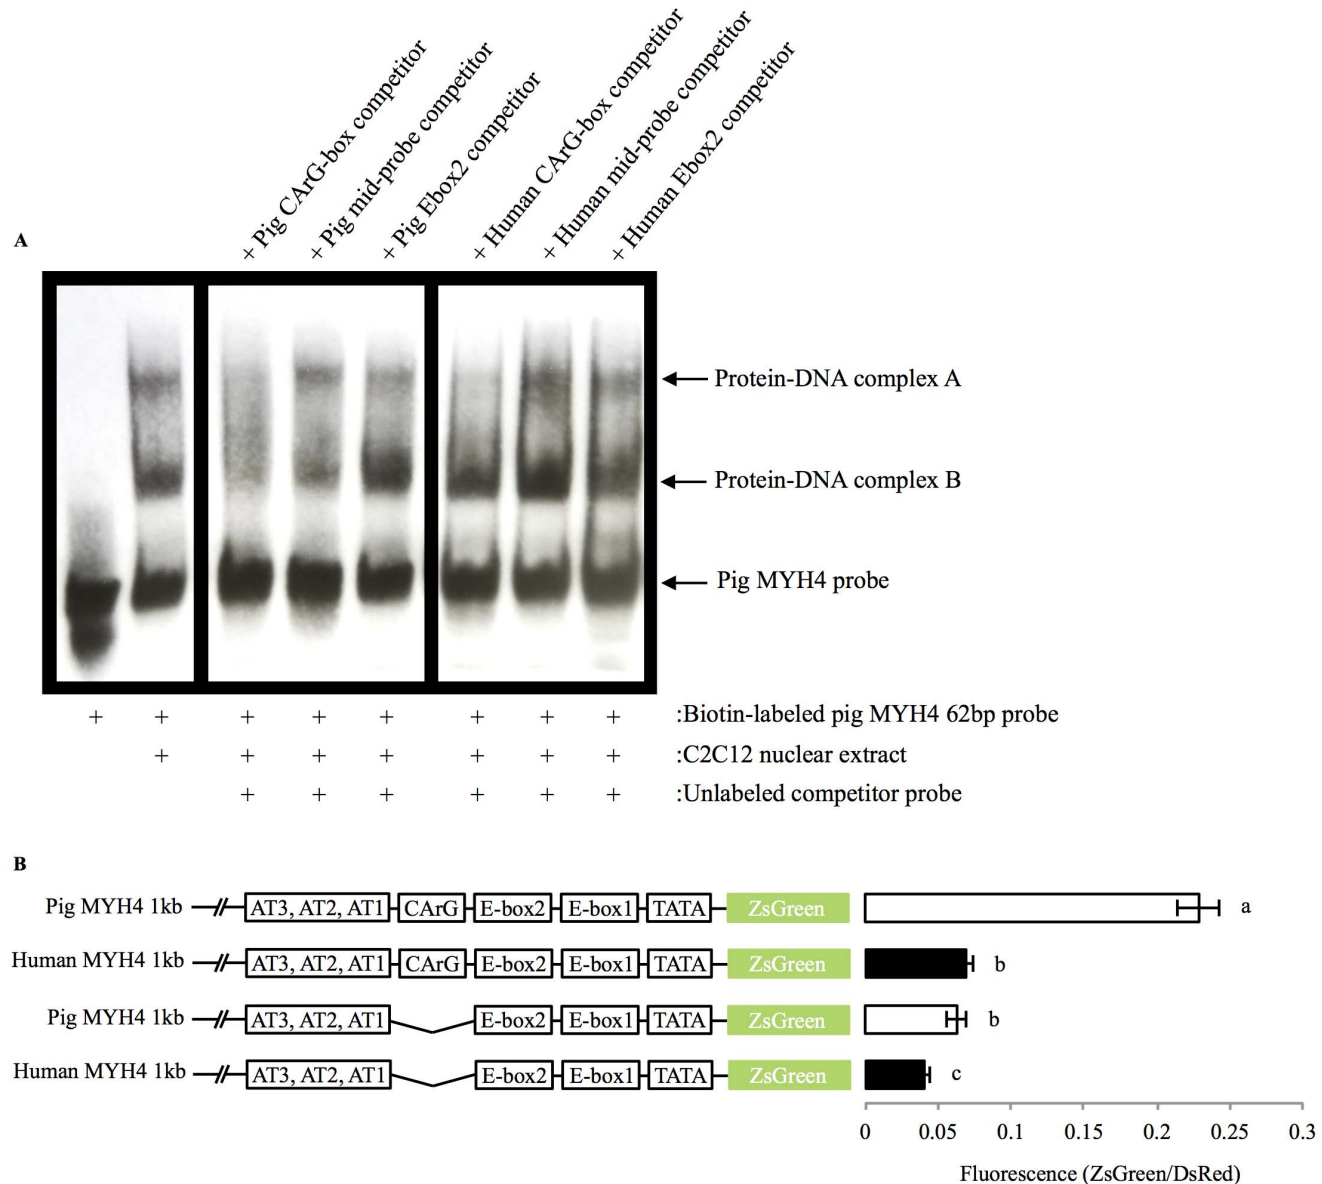 + Pig CArG-box competitor
+ Pig mid-probe competitor
+ Pig Ebox2 competitor
+ Human CArG-box competitor
+ Human mid-probe competitor
+ Human Ebox2 competitor
A
Protein-DNA complex A
Protein-DNA complex B
Pig MYH4 probe
+ + + + + + + + :Biotin-labeled pig MYH4 62bp probe
+ + + + + + + :C2C12 nuclear extract
+ + + + + + :Unlabeled competitor probe
B
Pig MYH4 1kb AT3, AT2, AT1 CArG E-box2 E-box1 TATA ZsGreen a
Human MYH4 1kb AT3, AT2, AT1 CArG E-box2 E-box1 TATA ZsGreen b
Pig MYH4 1kb AT3, AT2, AT1 E-box2 E-box1 TATA ZsGreen b
Human MYH4 1kb AT3, AT2, AT1 E-box2 E-box1 TATA ZsGreen c
0 0.05 0.1 0.15 0.2 0.25 0.3
Fluorescence (ZsGreen/DsRed)